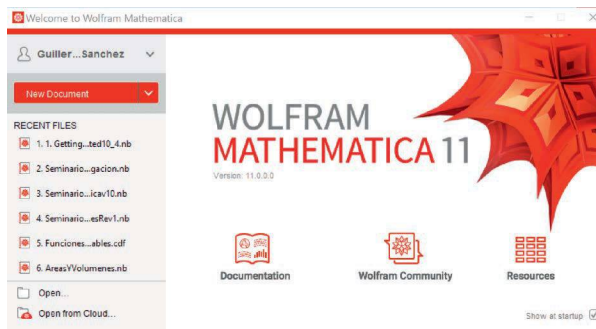 Welcome to Wolfram Mathematica
Guiller...Sanchez
New Document
RECENT FILES
1. 1. Getting...ted10_4.nb
2. Seminario...gacion.nb
3. Seminario...icav10.nb
4. Seminario...esRev1.nb
5. Funciones...ables.cdf
6. AreasYVolumenes.nb
Open...
Open from Cloud...
WOLFRAM
MATHEMATICA 11
Version: 11.0.0.0
Documentation
Wolfram Community
Resources
Show at startup